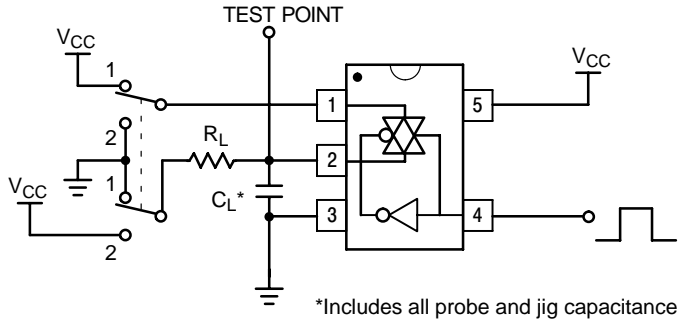 TEST POINT
VCC
1
2
RL
1
VCC
2
CL*
1
2
3
5
4
VCC
*Includes all probe and jig capacitance